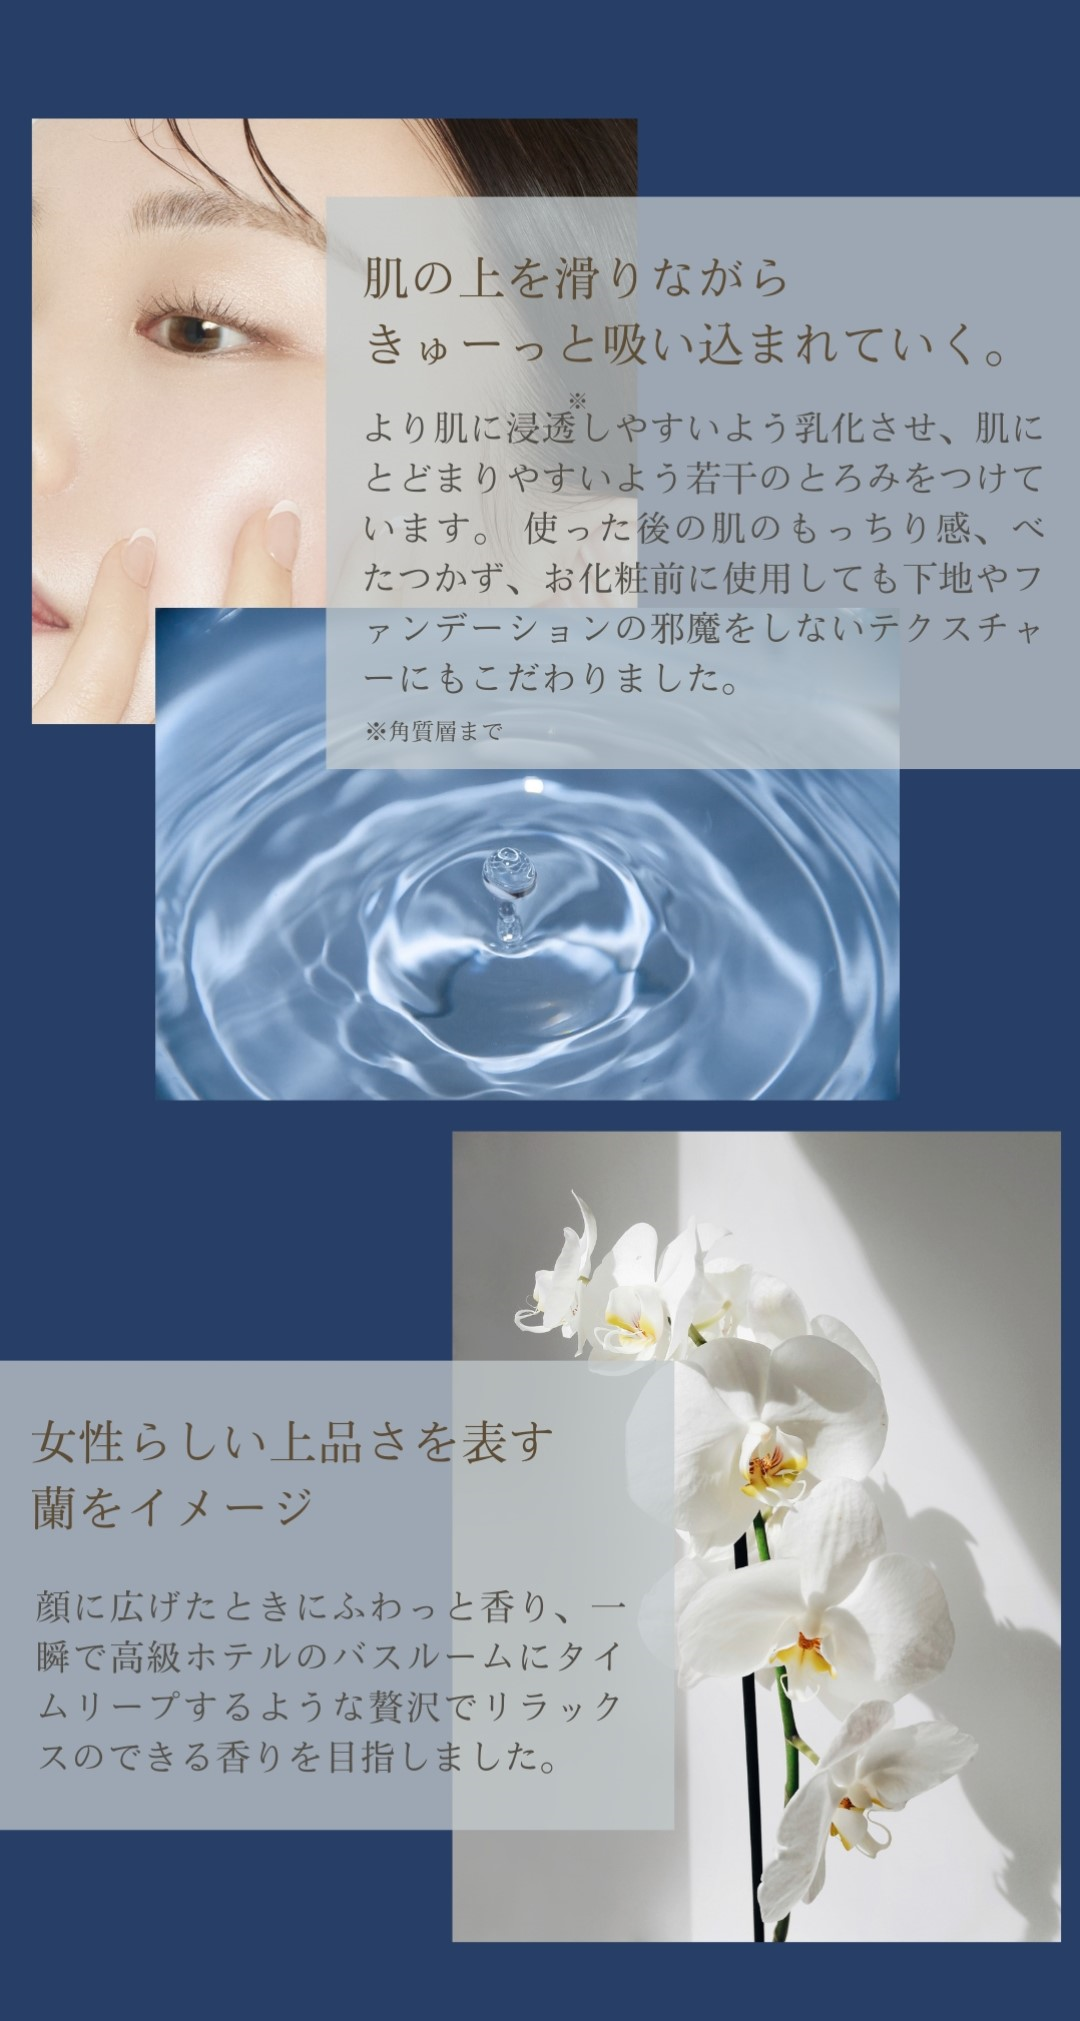 肌の上を滑りながら
きゅーっと吸い込まれていく。
※
より肌に浸透しやすいよう乳化させ、肌に
とどまりやすいよう若干のとろみをつけて
います。 使った後の肌のもっちり感、べ
たつかず、お化粧前に使用しても下地やフ
ァンデーションの邪魔をしないテクスチャ
ーにもこだわりました。
※角質層まで
女性らしい上品さを表す
蘭をイメージ
顔に広げたときにふわっと香り、一
瞬で高級ホテルのバスルームにタイ
ムリープするような贅沢でリラック
スのできる香りを目指しました。